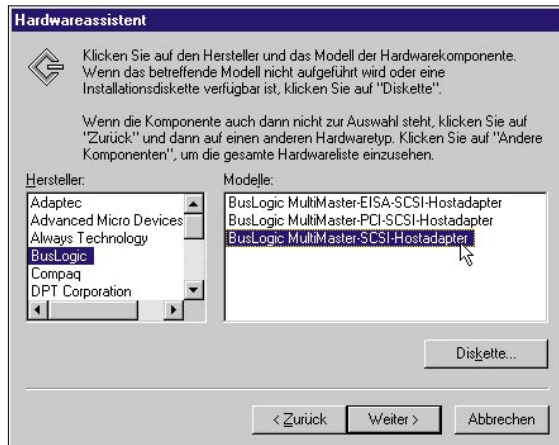 Hardwareassistent
Klicken Sie auf den Hersteller und das Modell der Hardwarekomponente.
Wenn das betreffende Modell nicht aufgeführt wird oder eine
Installationsdiskette verfügbar ist, klicken Sie auf "Diskette".
Wenn die Komponente auch dann nicht zur Auswahl steht, klicken Sie auf
"Zurück" und dann auf einen anderen Hardwaretyp. Klicken Sie auf "Andere
Komponenten", um die gesamte Hardwareliste einzusehen.
Hersteller:
Adaptec
Advanced Micro Devices
Always Technology
BusLogic
Compaq
DPT Corporation
Modelle:
BusLogic MultiMaster-EISA-SCSI-Hostadapter
BusLogic MultiMaster-PCI-SCSI-Hostadapter
BusLogic MultiMaster-SCSI-Hostadapter
Diskette...
< Zurück
Weiter >
Abbrechen